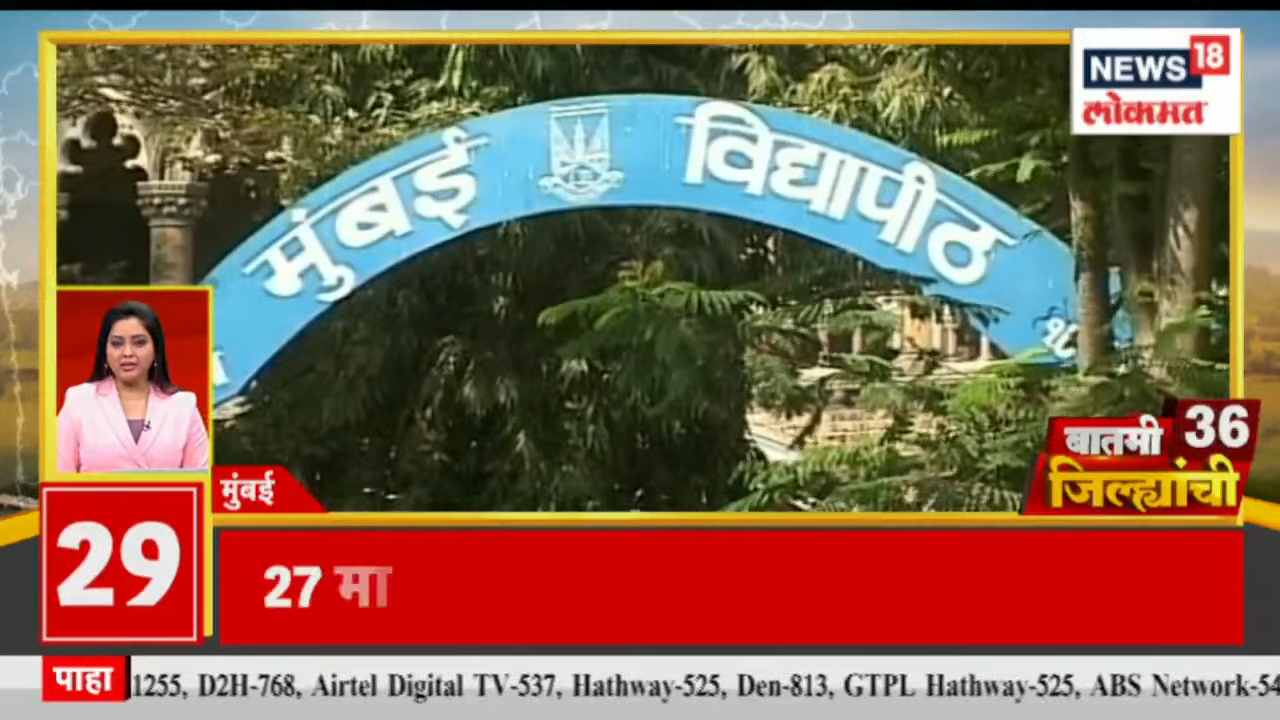 NEWS 18
लोकमत
मुंबई विद्यापीठ
बातमी 36
जिल्ह्यांची
मुंबई
29
27 मा
पाहा
1255, D2H-768, Airtel Digital TV-537, Hathway-525, Den-813, GTPL Hathway-525, ABS Network-54